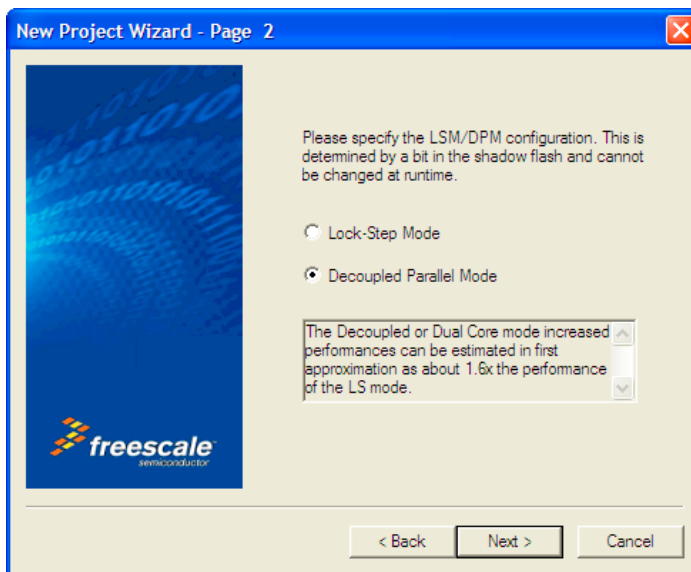 New Project Wizard - Page 2
Please specify the LSM/DPM configuration. This is
determined by a bit in the shadow flash and cannot
be changed at runtime.
Lock-Step Mode
Decoupled Parallel Mode
The Decoupled or Dual Core mode increased
performances can be estimated in first
approximation as about 1.6x the performance
of the LS mode.
freescale
semiconductor
< Back
Next >
Cancel